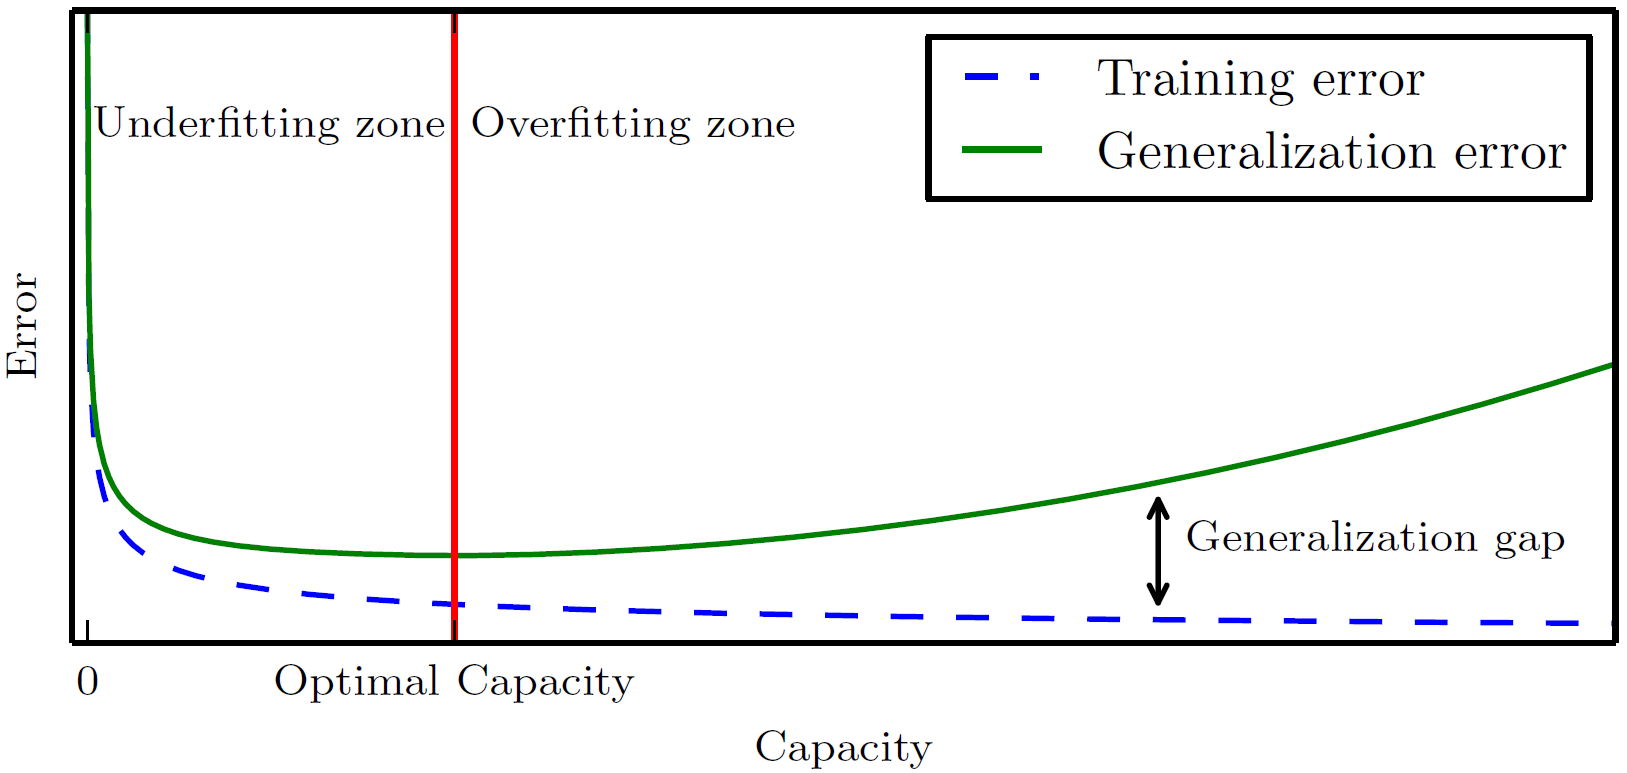 Training error
Generalization error
Underfitting zone
Overfitting zone
Error
Generalization gap
0
Optimal Capacity
Capacity